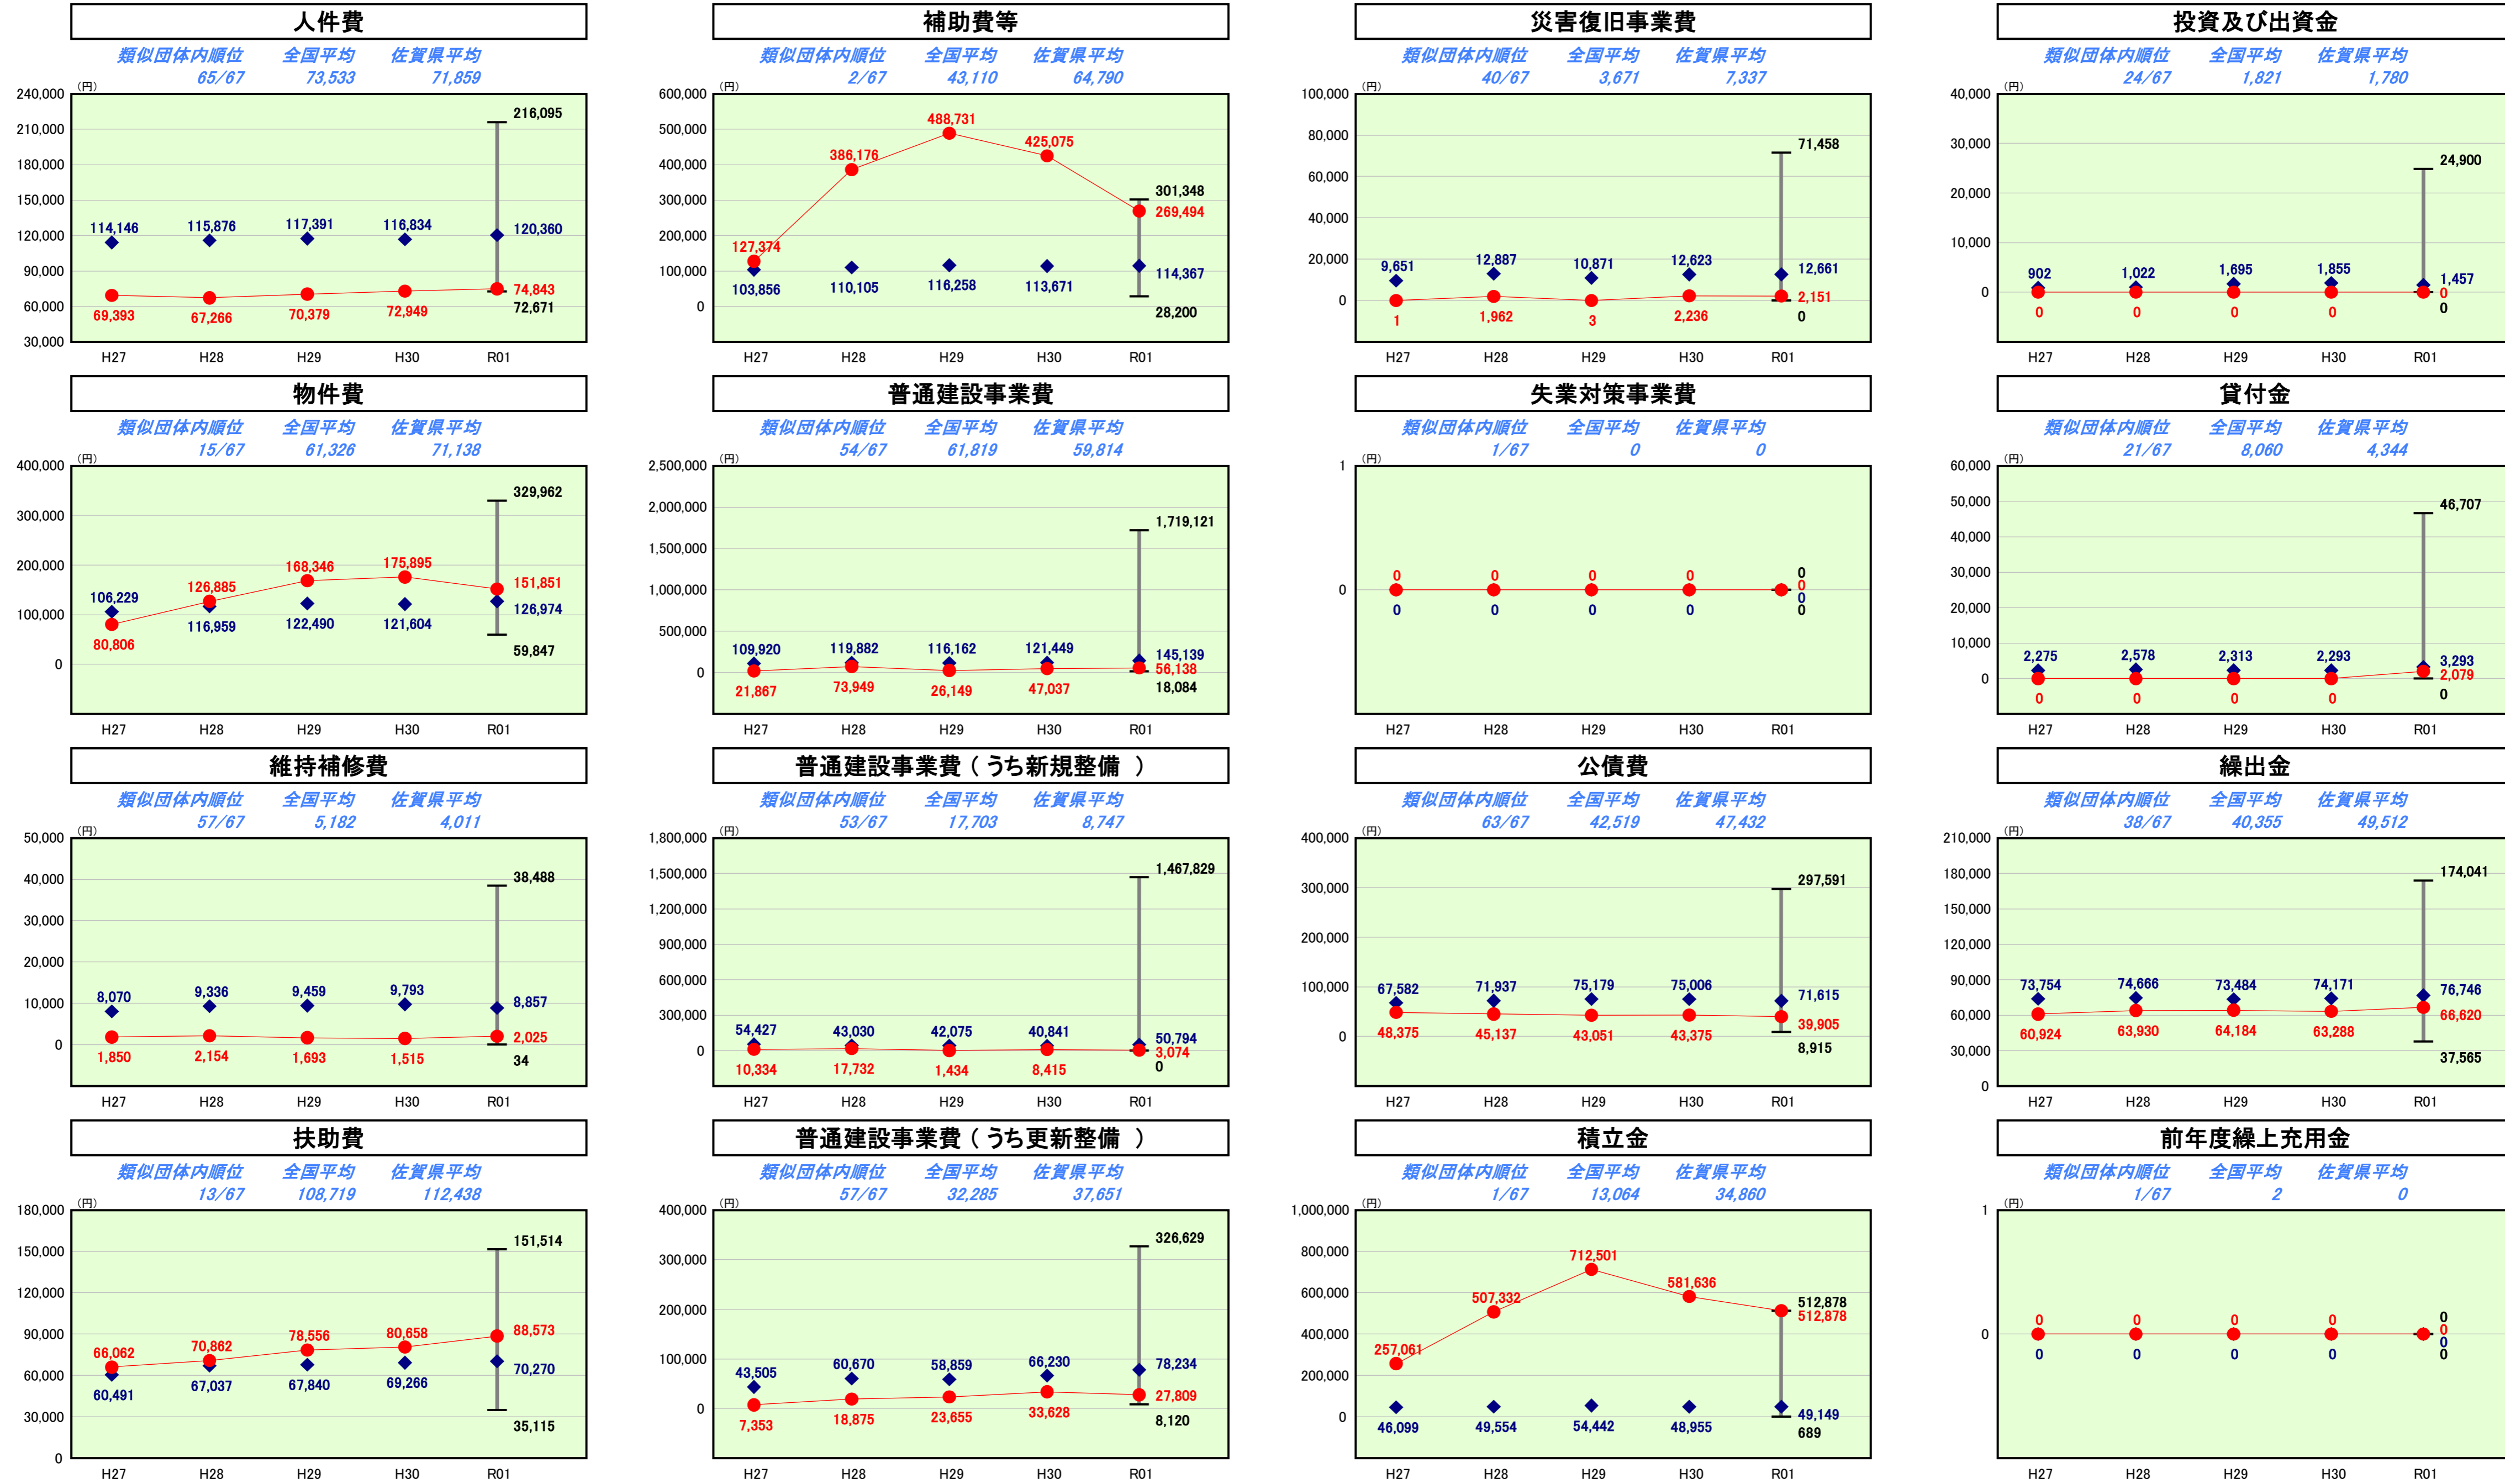 人件費
類似団体内順位 全国平均 佐賀県平均
65/67 73,533 71,859
(円)
240,000
210,000
180,000
150,000
120,000
90,000
60,000
30,000
216,095
114,146 115,876 117,391 116,834 120,360
69,393 67,266 70,379 72,949 74,843
72,671
H27 H28 H29 H30 R01
補助費等
類似団体内順位 全国平均 佐賀県平均
2/67 43,110 64,790
(円)
600,000
500,000
400,000
300,000
200,000
100,000
0
127,374 386,176 488,731 425,075 269,494
301,348
103,856 110,105 116,258 113,671 114,367
28,200
H27 H28 H29 H30 R01
災害復旧事業費
類似団体内順位 全国平均 佐賀県平均
40/67 3,671 7,337
(円)
100,000
80,000
60,000
40,000
20,000
0
71,458
9,651 12,887 10,871 12,623 12,661
1 1,962 3 2,236 2,151
0
H27 H28 H29 H30 R01
投資及び出資金
類似団体内順位 全国平均 佐賀県平均
24/67 1,821 1,780
(円)
40,000
30,000
20,000
10,000
0
24,900
902 1,022 1,695 1,855 1,457
0 0 0 0 0
0
H27 H28 H29 H30 R01
物件費
類似団体内順位 全国平均 佐賀県平均
15/67 61,326 71,138
(円)
400,000
300,000
200,000
100,000
0
329,962
106,229 126,885 168,346 175,895 151,851
80,806 116,959 122,490 121,604 126,974
59,847
H27 H28 H29 H30 R01
普通建設事業費
類似団体内順位 全国平均 佐賀県平均
54/67 61,819 59,814
(円)
2,500,000
2,000,000
1,500,000
1,000,000
500,000
0
1,719,121
109,920 119,882 116,162 121,449 145,139
21,867 73,949 26,149 47,037 56,138
18,084
H27 H28 H29 H30 R01
失業対策事業費
類似団体内順位 全国平均 佐賀県平均
1/67 0 0
(円)
1
0
0
0 0 0 0 0
0 0 0 0 0
0
H27 H28 H29 H30 R01
貸付金
類似団体内順位 全国平均 佐賀県平均
21/67 8,060 4,344
(円)
60,000
50,000
40,000
30,000
20,000
10,000
0
46,707
2,275 2,578 2,313 2,293 3,293
0 0 0 0 2,079
0
H27 H28 H29 H30 R01
維持補修費
類似団体内順位 全国平均 佐賀県平均
57/67 5,182 4,011
(円)
50,000
40,000
30,000
20,000
10,000
0
38,488
8,070 9,336 9,459 9,793 8,857
1,850 2,154 1,693 1,515 2,025
34
H27 H28 H29 H30 R01
普通建設事業費(うち新規整備 )
類似団体内順位 全国平均 佐賀県平均
53/67 17,703 8,747
(円)
1,800,000
1,500,000
1,200,000
900,000
600,000
300,000
0
1,467,829
54,427 43,030 42,075 40,841 50,794
10,334 17,732 1,434 8,415 3,074
0
H27 H28 H29 H30 R01
公債費
類似団体内順位 全国平均 佐賀県平均
63/67 42,519 47,432
(円)
400,000
300,000
200,000
100,000
0
297,591
67,582 71,937 75,179 75,006 71,615
48,375 45,137 43,051 43,375 39,905
8,915
H27 H28 H29 H30 R01
繰出金
類似団体内順位 全国平均 佐賀県平均
38/67 40,355 49,512
(円)
210,000
180,000
150,000
120,000
90,000
60,000
30,000
0
174,041
73,754 74,666 73,484 74,171 76,746
60,924 63,930 64,184 63,288 66,620
37,565
H27 H28 H29 H30 R01
扶助費
類似団体内順位 全国平均 佐賀県平均
13/67 108,719 112,438
(円)
180,000
150,000
120,000
90,000
60,000
30,000
0
151,514
66,062 70,862 78,556 80,658 88,573
60,491 67,037 67,840 69,266 70,270
35,115
H27 H28 H29 H30 R01
普通建設事業費(うち更新整備 )
類似団体内順位 全国平均 佐賀県平均
57/67 32,285 37,651
(円)
400,000
300,000
200,000
100,000
0
326,629
43,505 60,670 58,859 66,230 78,234
7,353 18,875 23,655 33,628 27,809
8,120
H27 H28 H29 H30 R01
積立金
類似団体内順位 全国平均 佐賀県平均
1/67 13,064 34,860
(円)
1,000,000
800,000
600,000
400,000
200,000
0
512,878
257,061 507,332 712,501 581,636 512,878
46,099 49,554 54,442 48,955 49,149
689
H27 H28 H29 H30 R01
前年度繰上充用金
類似団体内順位 全国平均 佐賀県平均
1/67 2 0
(円)
1
0
0
0 0 0 0 0
0 0 0 0 0
0
H27 H28 H29 H30 R01